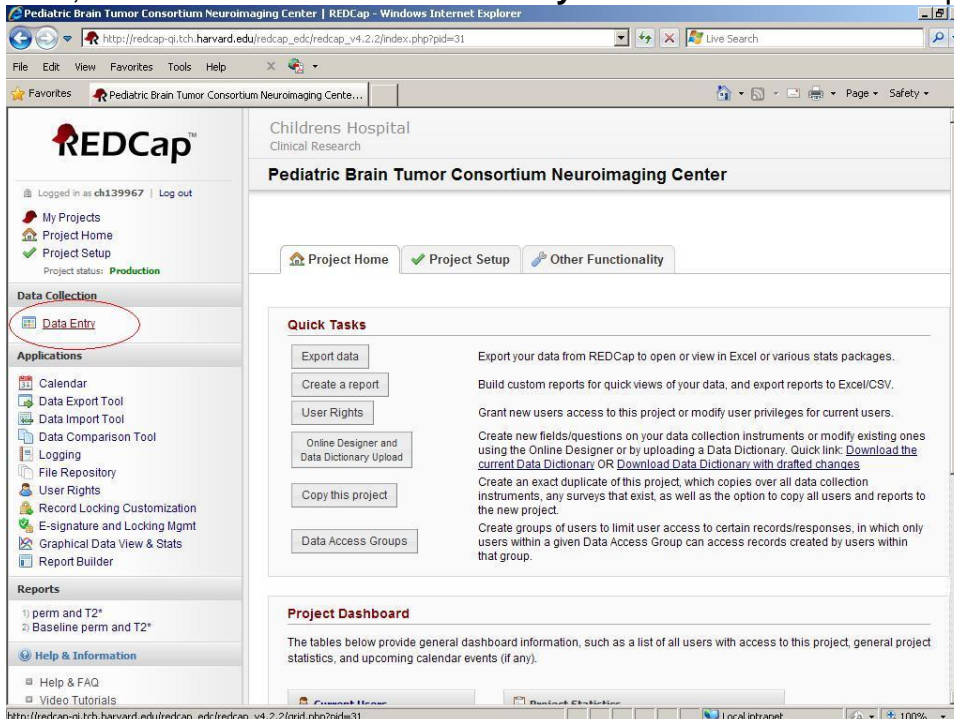 Pediatric Brain Tumor Consortium Neuroimaging Center | REDCap - Windows Internet Explorer
http://redcap-qi.tch.harvard.edu/redcap_edc/redcap_v4.2.2/index.php?pid=31
Live Search
File Edit View Favorites Tools Help
Favorites Pediatric Brain Tumor Consortium Neuroimaging Cente... Page Safety
REDCap™
Logged in as ch139967 | Log out
My Projects
Project Home
Project Setup
Project status: Production
Data Collection
Data Entry
Applications
31 Calendar
Data Export Tool
Data Import Tool
Data Comparison Tool
Logging
File Repository
User Rights
Record Locking Customization
E-signature and Locking Mgmt
Graphical Data View & Stats
Report Builder
Reports
1) perm and T2*
2) Baseline perm and T2*
Help & Information
Help & FAQ
Video Tutorials
Childrens Hospital
Clinical Research
Pediatric Brain Tumor Consortium Neuroimaging Center
Project Home Project Setup Other Functionality
Quick Tasks
Export data Export your data from REDCap to open or view in Excel or various stats packages.
Create a report Build custom reports for quick views of your data, and export reports to Excel/CSV.
User Rights Grant new users access to this project or modify user privileges for current users.
Online Designer and
Data Dictionary Upload
Create new fields/questions on your data collection instruments or modify existing ones
using the Online Designer or by uploading a Data Dictionary. Quick link: Download the
current Data Dictionary OR Download Data Dictionary with drafted changes
Copy this project
Create an exact duplicate of this project, which copies over all data collection
instruments, any surveys that exist, as well as the option to copy all users and reports to
the new project.
Data Access Groups
Create groups of users to limit user access to certain records/responses, in which only
users within a given Data Access Group can access records created by users within
that group.
Project Dashboard
The tables below provide general dashboard information, such as a list of all users with access to this project, general project
statistics, and upcoming calendar events (if any).
Current Users Project Statistics
http://redcap-qi.tch.harvard.edu/redcap_edc/redcap_v4.2.2/grid.php?pid=31 Local intranet 100%